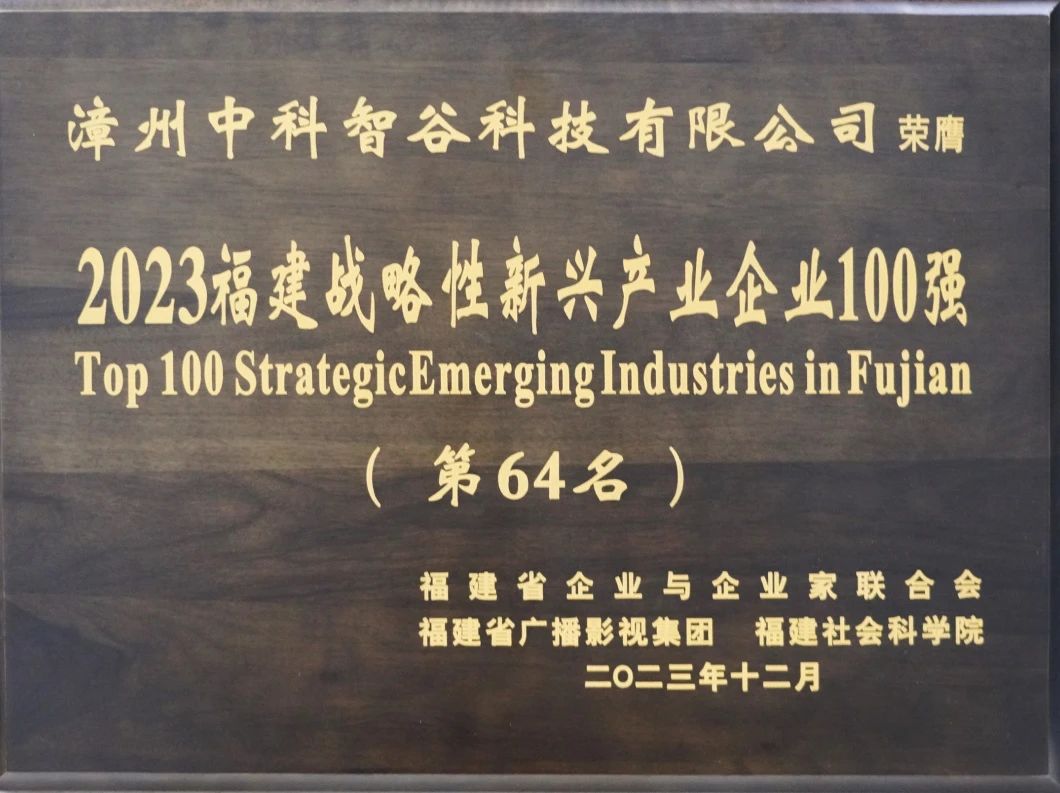 漳州中科智谷科技有限公司 荣膺
2023福建战略性新兴产业企业100强
Top 100 StrategicEmerging Industries in Fujian
（ 第64名 ）
福建省企业与企业家联合会
福建省广播影视集团 福建社会科学院
二〇二三年十二月